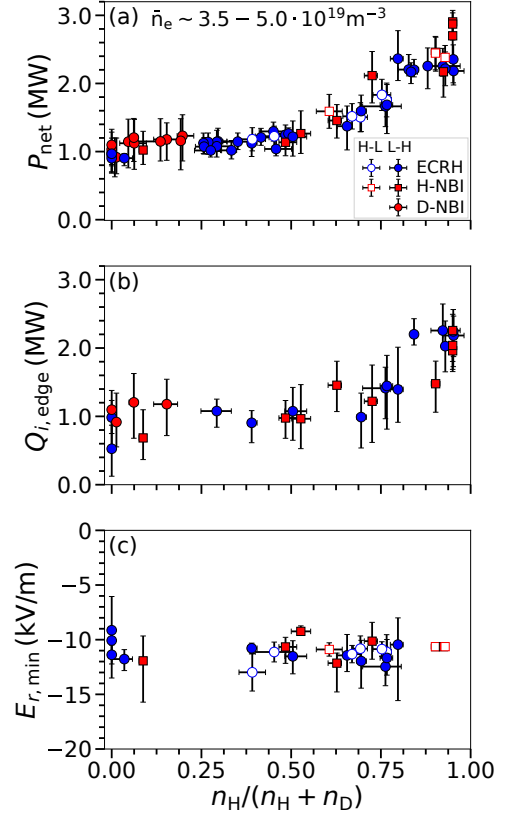 (a) n̄e ~ 3.5 − 5.0 · 10¹⁹m⁻³
Pnet (MW)
3.0
2.0
1.0
0.0
H-L L-H
ECRH
H-NBI
D-NBI
(b)
Qi, edge (MW)
3.0
2.0
1.0
0.0
(c)
Er, min (kV/m)
0
−5
−10
−15
−20
0.00 0.25 0.50 0.75 1.00
nH/(nH + nD)